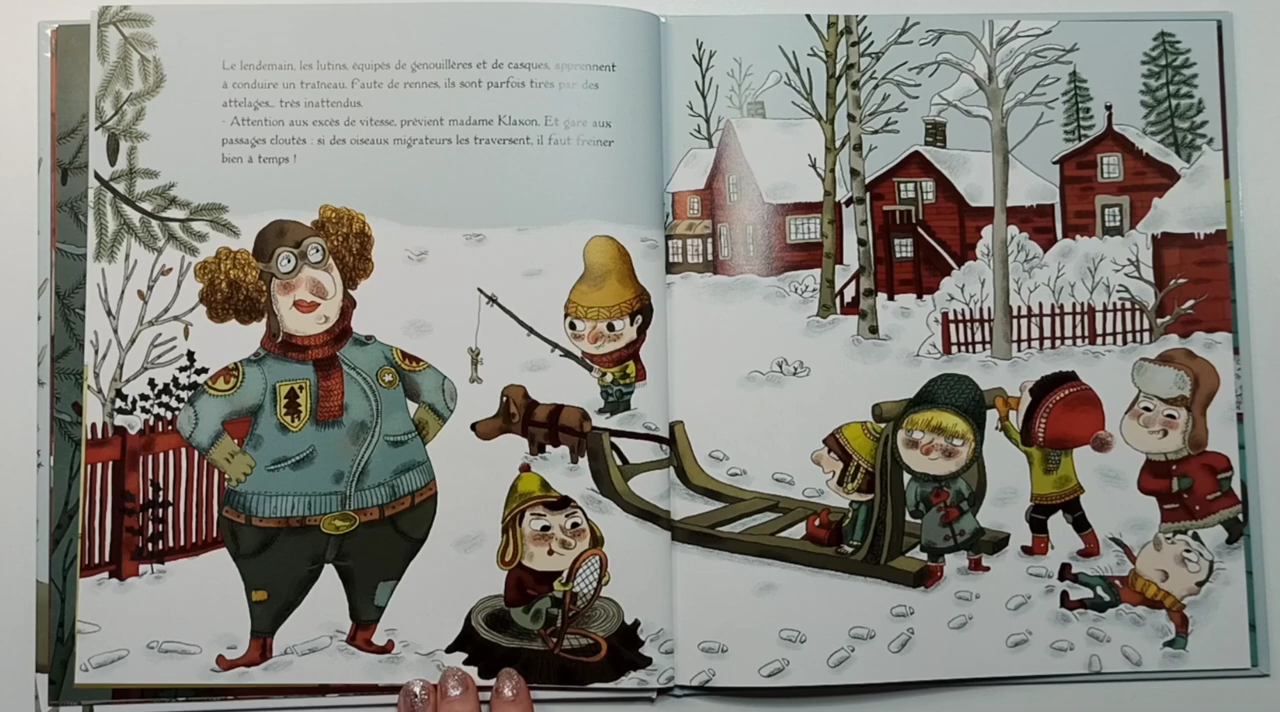 Le lendemain, les lutins, équipés de genouillères et de casques, apprennent
à conduire un traîneau. Faute de rennes, ils sont parfois tirés par des
attelages... très inattendus.
- Attention aux excès de vitesse, prévient madame Klaxon. Et gare aux
passages cloutés : si des oiseaux migrateurs les traversent, il faut freiner
bien à temps !